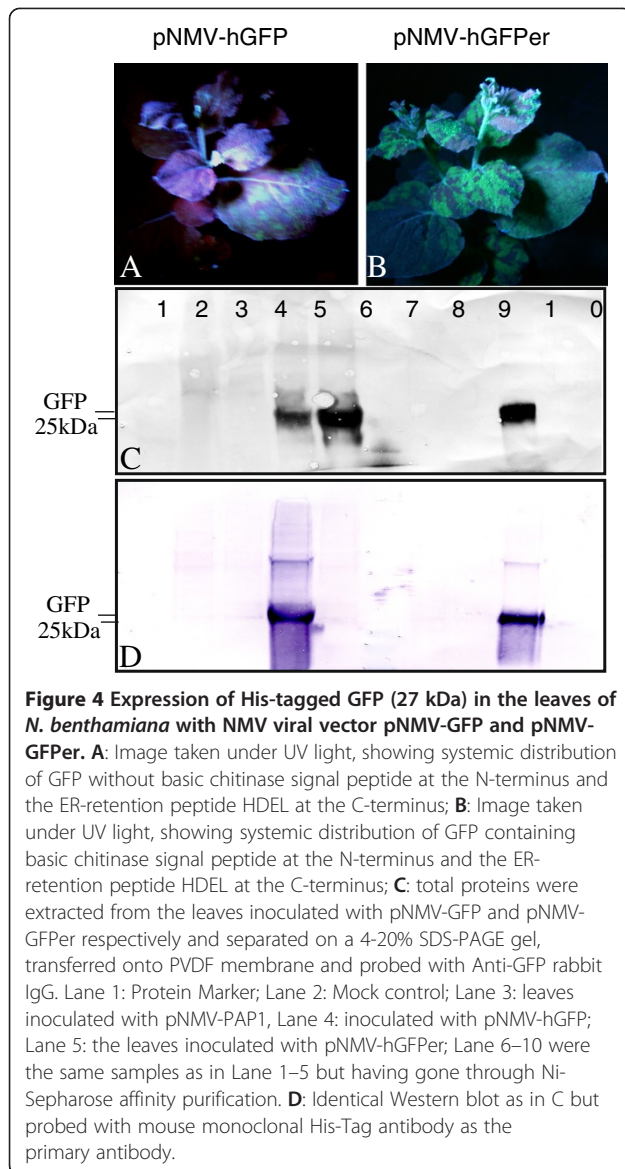 pNMV-hGFP pNMV-hGFPer
A B
1 2 3 4 5 6 7 8 9 1 0
GFP
25kDa
C
GFP
25kDa
D
Figure 4 Expression of His-tagged GFP (27 kDa) in the leaves of
N. benthamiana with NMV viral vector pNMV-GFP and pNMV-
GFPer. A: Image taken under UV light, showing systemic distribution
of GFP without basic chitinase signal peptide at the N-terminus and
the ER-retention peptide HDEL at the C-terminus; B: Image taken
under UV light, showing systemic distribution of GFP containing
basic chitinase signal peptide at the N-terminus and the ER-
retention peptide HDEL at the C-terminus; C: total proteins were
extracted from the leaves inoculated with pNMV-GFP and pNMV-
GFPer respectively and separated on a 4-20% SDS-PAGE gel,
transferred onto PVDF membrane and probed with Anti-GFP rabbit
IgG. Lane 1: Protein Marker; Lane 2: Mock control; Lane 3: leaves
inoculated with pNMV-PAP1, Lane 4: inoculated with pNMV-hGFP;
Lane 5: the leaves inoculated with pNMV-hGFPer; Lane 6–10 were
the same samples as in Lane 1–5 but having gone through Ni-
Sepharose affinity purification. D: Identical Western blot as in C but
probed with mouse monoclonal His-Tag antibody as the
primary antibody.